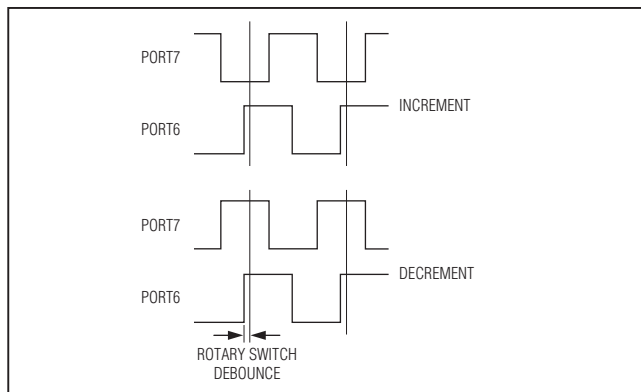 PORT7
PORT6
INCREMENT
PORT7
PORT6
DECREMENT
ROTARY SWITCH
DEBOUNCE